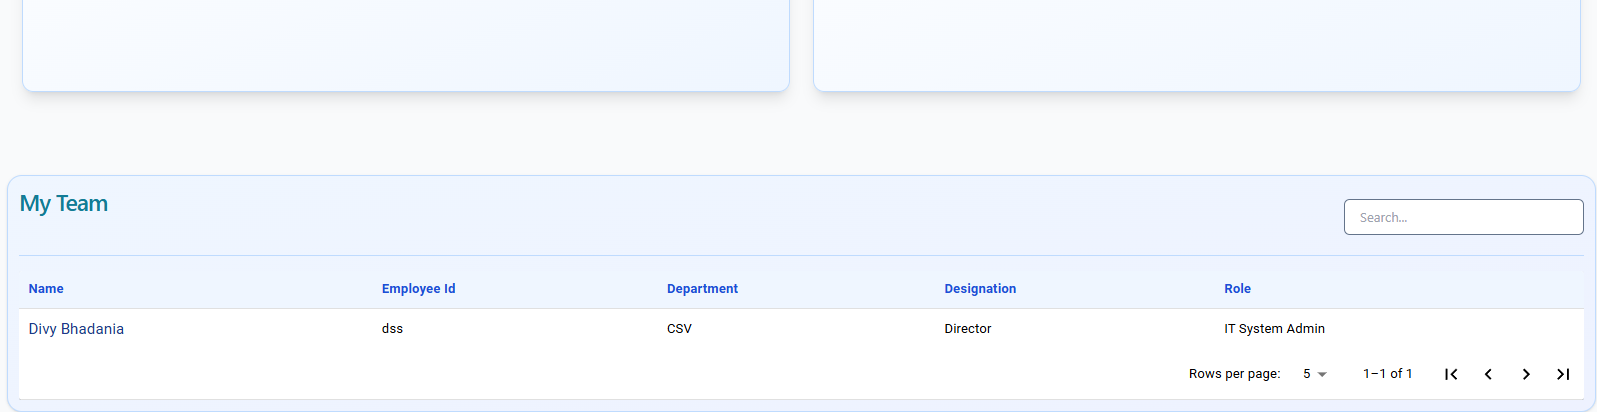 My Team
Search...
Name Employee Id Department Designation Role
Divy Bhadania dss CSV Director IT System Admin
Rows per page: 5 1–1 of 1